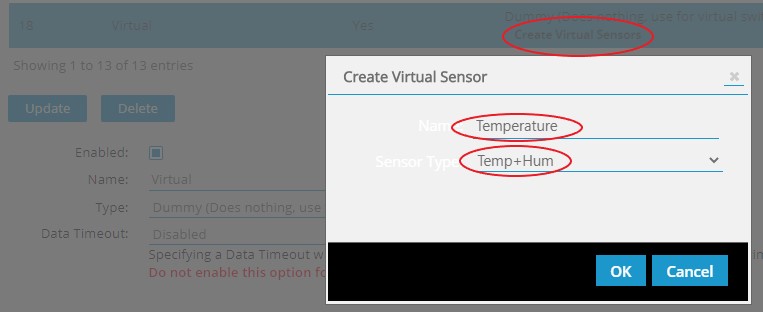 18 Virtual Yes Dummy (Does nothing, use for virtual swi
Create Virtual Sensors
Showing 1 to 13 of 13 entries
Update Delete
Enabled:
Name: Virtual
Type: Dummy (Does nothing, use
Data Timeout: Disabled
Specifying a Data Timeout w
Do not enable this option fo
Create Virtual Sensor
Temperature
Sensor Type Temp+Hum
OK Cancel